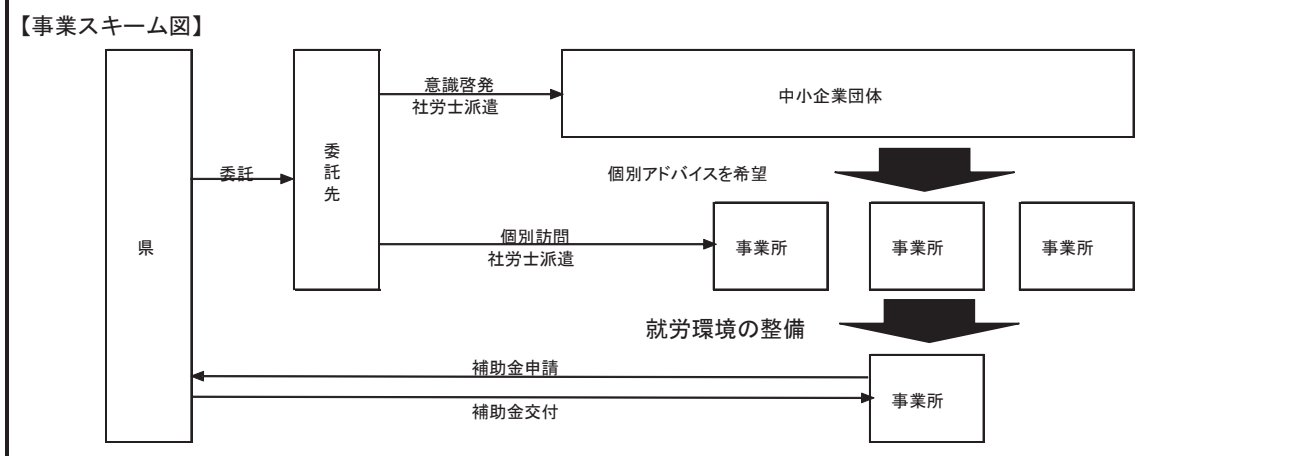 【事業スキーム図】
意識啓発
社労士派遣
中小企業団体
委託先
委託
個別アドバイスを希望
県
個別訪問
社労士派遣
事業所
事業所
事業所
就労環境の整備
補助金申請
事業所
補助金交付